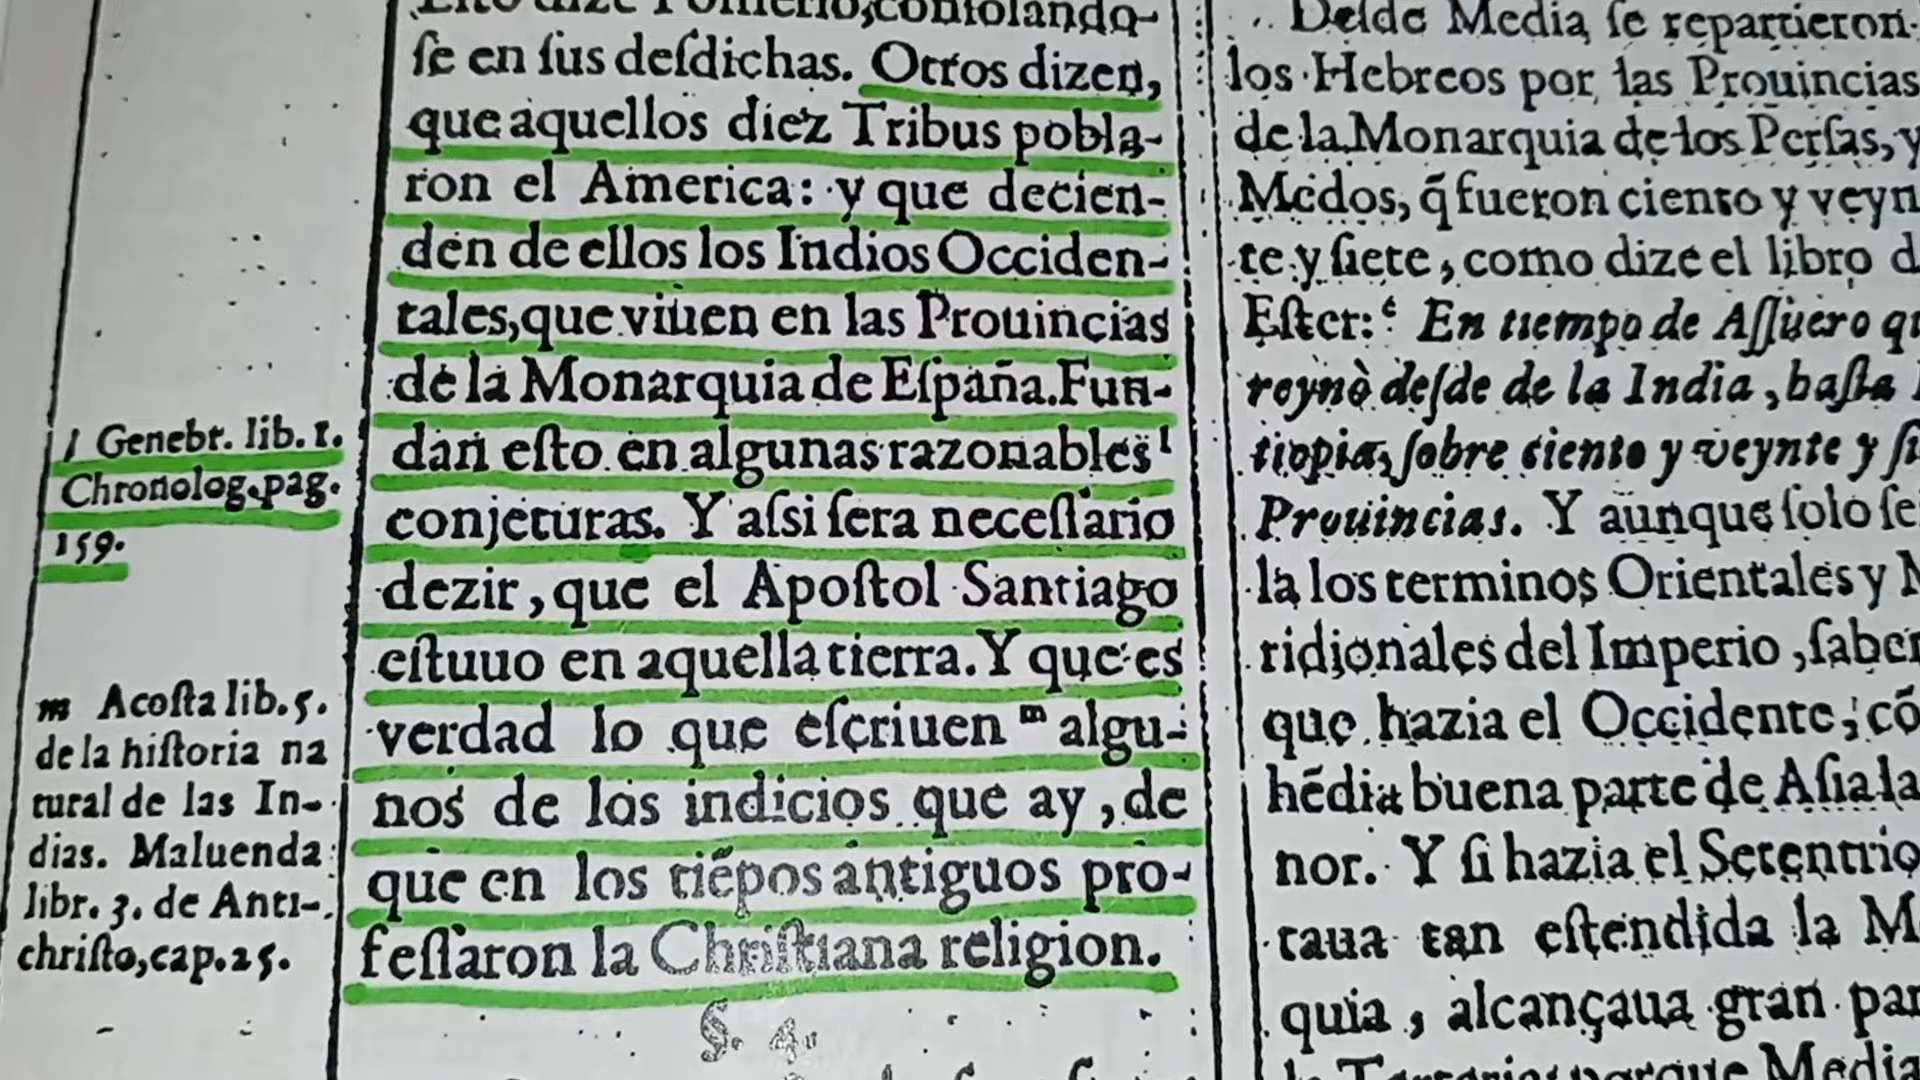 se en sus desdichas. Otros dizen,
que aquellos diez Tribus pobla-
ron el America: y que decien-
den de ellos los Indios Occiden-
tales, que viuen en las Prouincias
de la Monarquia de España. Fun-
dan esto en algunas razonables l
conjeturas. Y assi sera necessario
dezir, que el Apostol Santiago
estuuo en aquella tierra. Y que es
verdad lo que escriuen m algu-
nos de los indicios que ay, de
que en los tiẽpos antiguos pro-
fessaron la Christiana religion.
§. 4.
l Genebr. lib. 1.
Chronolog. pag.
159.
m Acosta lib. 5.
de la historia na
tural de las In-
dias. Maluenda
libr. 3. de Anti-
christo, cap. 25.
Desde Media se repartieron
los Hebreos por las Prouincias
de la Monarquia de los Persas, y
Medos, q̃ fueron ciento y veyn
te y siete, como dize el libro d
Ester: En tiempo de Assuero q
reynò desde de la India, hasta
tiopia, sobre ciento y veynte y si
Prouincias. Y aunque solo se
la los terminos Orientales y M
ridionales del Imperio, saber
que hazia el Occidente, cõ
hẽdia buena parte de Asia la
nor. Y si hazia el Setentrio
taua tan estendida la M
quia, alcançaua gran par